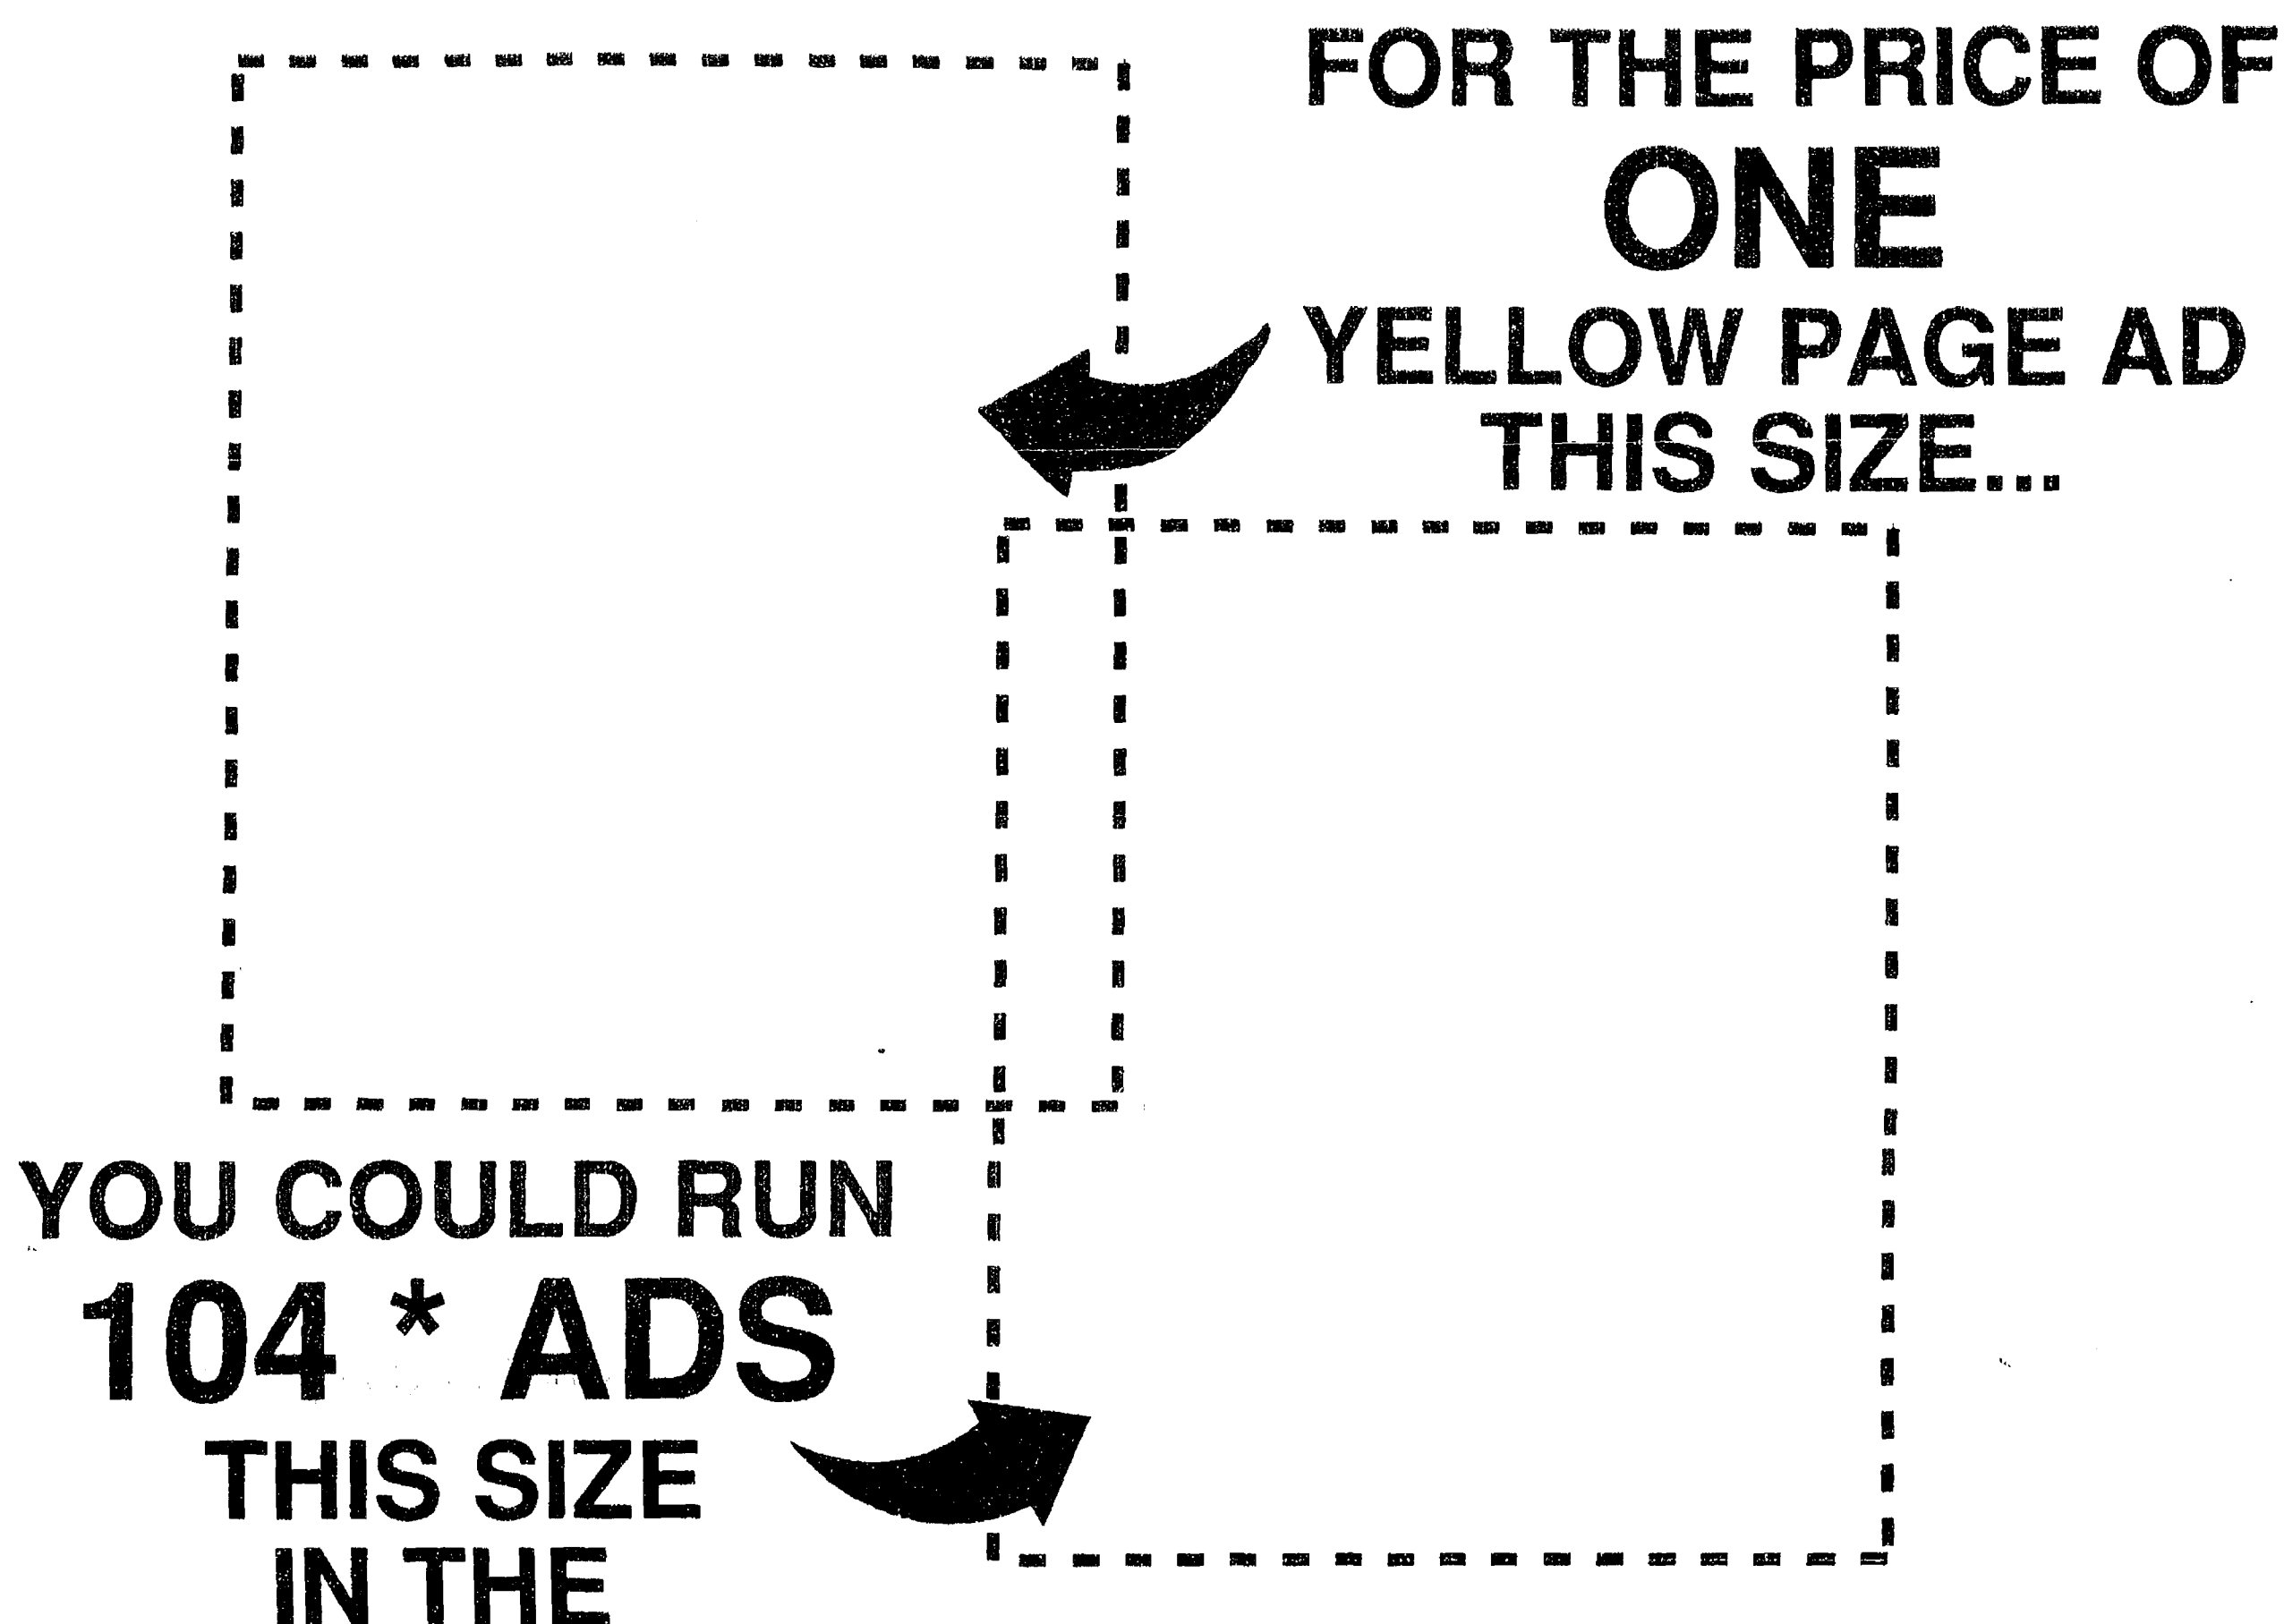 FOR THE PRICE OF
ONE
YELLOW PAGE AD
THIS SIZE...
YOU COULD RUN
104 * ADS
THIS SIZE
IN THE